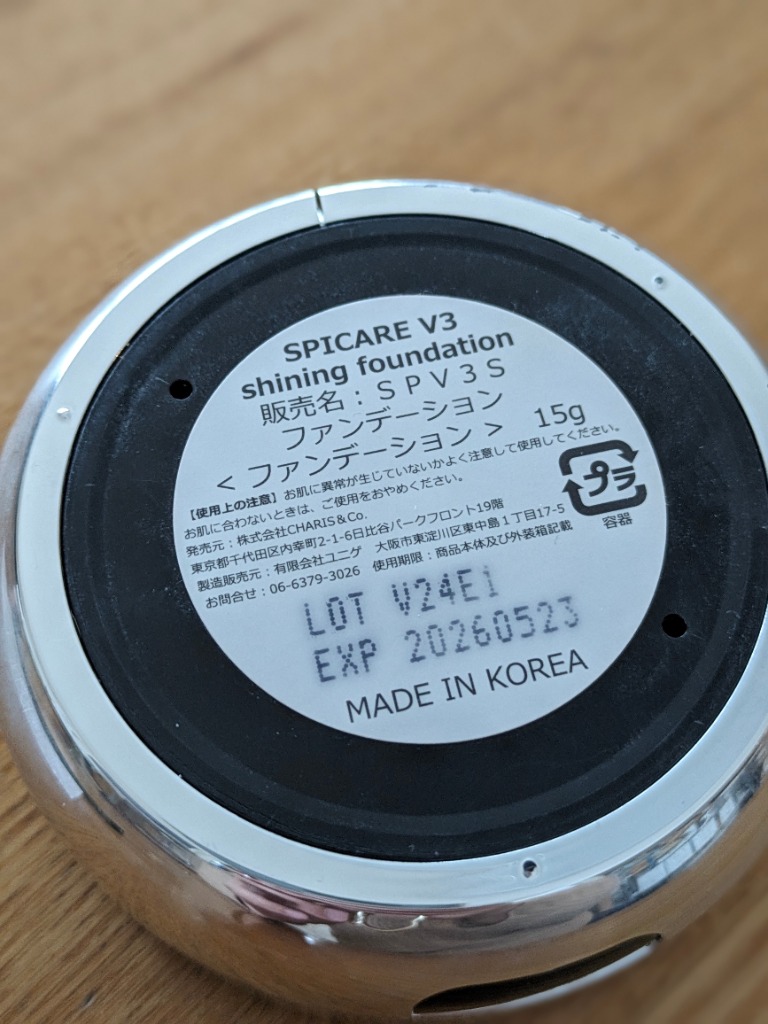 SPICARE V3
shining foundation
販売名：ＳＰＶ３Ｓ
ファンデーション
＜ファンデーション＞ 15g
【使用上の注意】お肌に異常が生じていないかよく注意して使用してください。
お肌に合わないときは、ご使用をおやめください。
発売元：株式会社CHARIS＆Co.
東京都千代田区内幸町2-1-6日比谷パークフロント19階
製造販売元：有限会社ユニゲ 大阪市東淀川区東中島１丁目17-5
お問合せ：06-6379-3026 使用期限：商品本体及び外装箱記載
プラ
容器
LOT V24E1
EXP 20260523
MADE IN KOREA